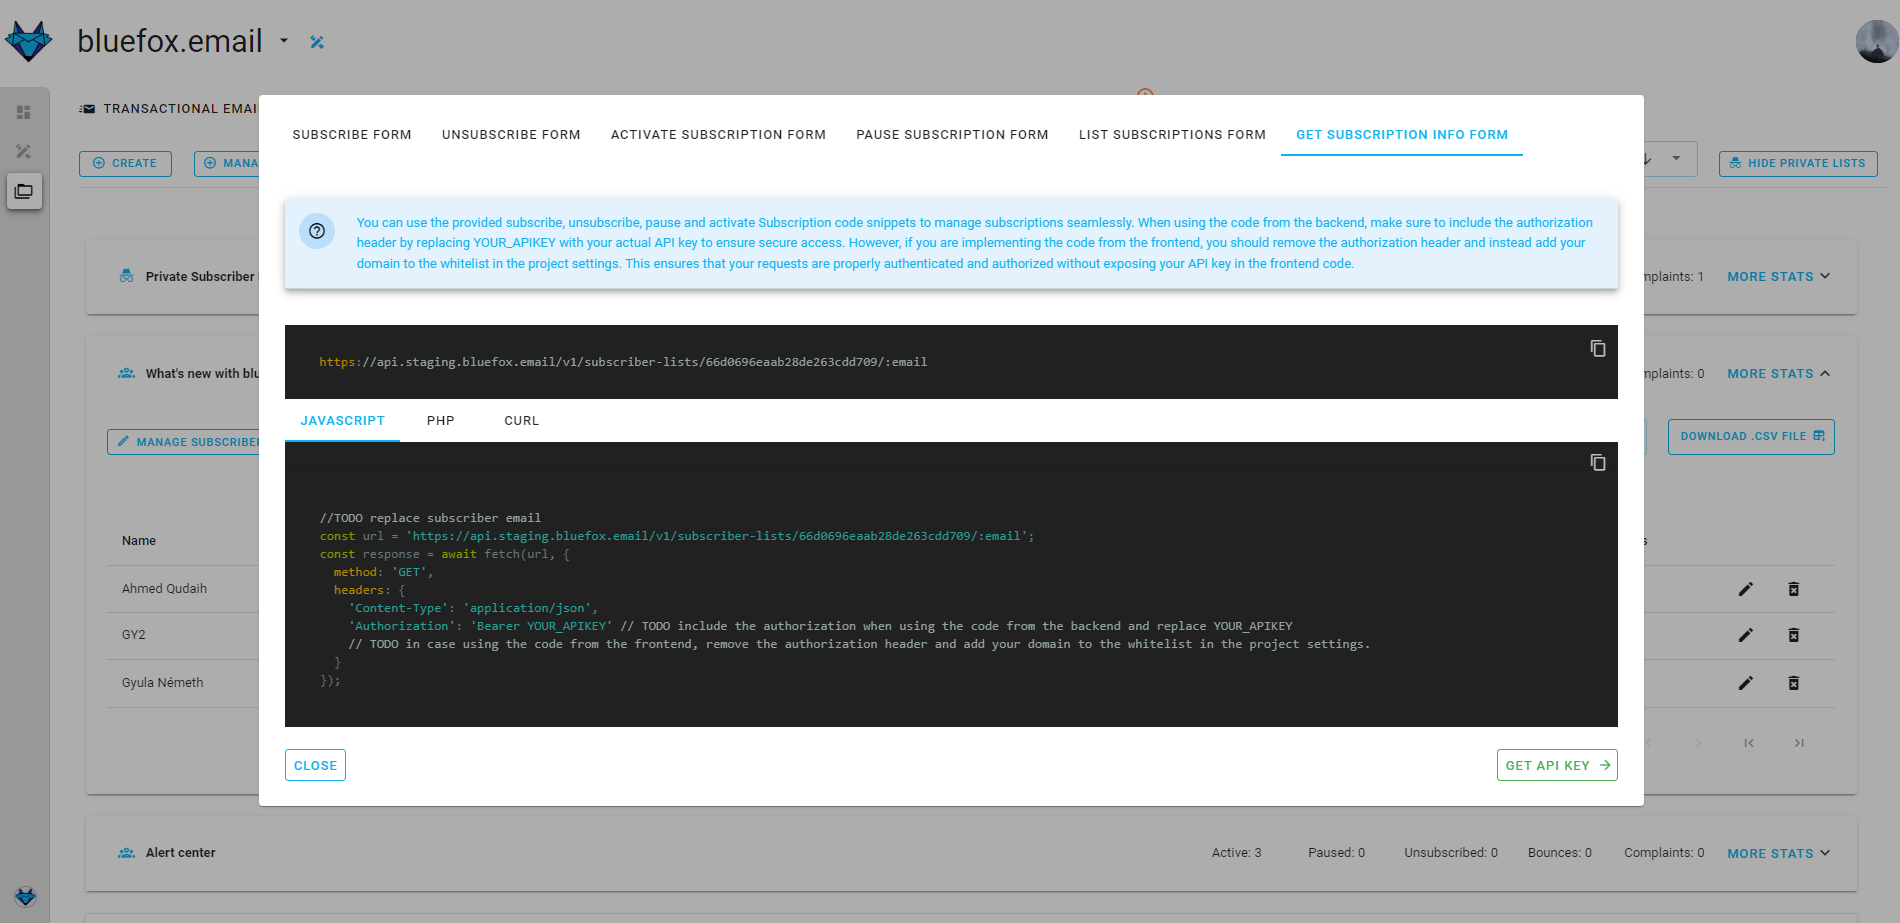 bluefox.email
TRANSACTIONAL EMAI
SUBSCRIBE FORM
UNSUBSCRIBE FORM
ACTIVATE SUBSCRIPTION FORM
PAUSE SUBSCRIPTION FORM
LIST SUBSCRIPTIONS FORM
GET SUBSCRIPTION INFO FORM
CREATE
MANA
HIDE PRIVATE LISTS
You can use the provided subscribe, unsubscribe, pause and activate Subscription code snippets to manage subscriptions seamlessly. When using the code from the backend, make sure to include the authorization
header by replacing YOUR_APIKEY with your actual API key to ensure secure access. However, if you are implementing the code from the frontend, you should remove the authorization header and instead add your
domain to the whitelist in the project settings. This ensures that your requests are properly authenticated and authorized without exposing your API key in the frontend code.
Private Subscriber
mplaints: 1
MORE STATS
https://api.staging.bluefox.email/v1/subscriber-lists/66d0696eaab28de263cdd709/:email
What's new with blu
mplaints: 0
MORE STATS
JAVASCRIPT
PHP
CURL
MANAGE SUBSCRIBER
DOWNLOAD .CSV FILE
//TODO replace subscriber email
const url = 'https://api.staging.bluefox.email/v1/subscriber-lists/66d0696eaab28de263cdd709/:email';
const response = await fetch(url, {
method: 'GET',
headers: {
'Content-Type': 'application/json',
'Authorization': 'Bearer YOUR_APIKEY' // TODO include the authorization when using the code from the backend and replace YOUR_APIKEY
// TODO in case using the code from the frontend, remove the authorization header and add your domain to the whitelist in the project settings.
}
});
Name
s
Ahmed Qudaih
GY2
Gyula Németh
CLOSE
GET API KEY
Alert center
Active: 3
Paused: 0
Unsubscribed: 0
Bounces: 0
Complaints: 0
MORE STATS